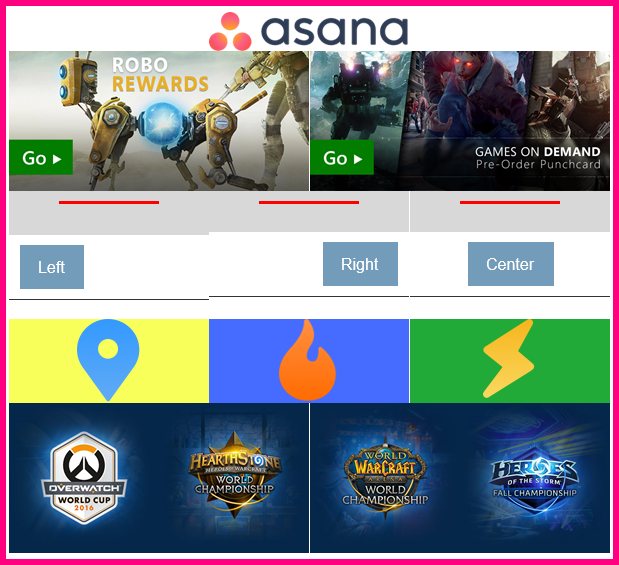 asana
ROBO
REWARDS
Go
Go
GAMES ON DEMAND
Pre-Order Punchcard
Left
Right
Center
OVERWATCH
WORLD CUP
2016
HEARTHSTONE
HEROES OF WARCRAFT
WORLD
CHAMPIONSHIP
WORLD
WARCRAFT
WORLD
CHAMPIONSHIP
HEROES
OF THE STORM
FALL CHAMPIONSHIP